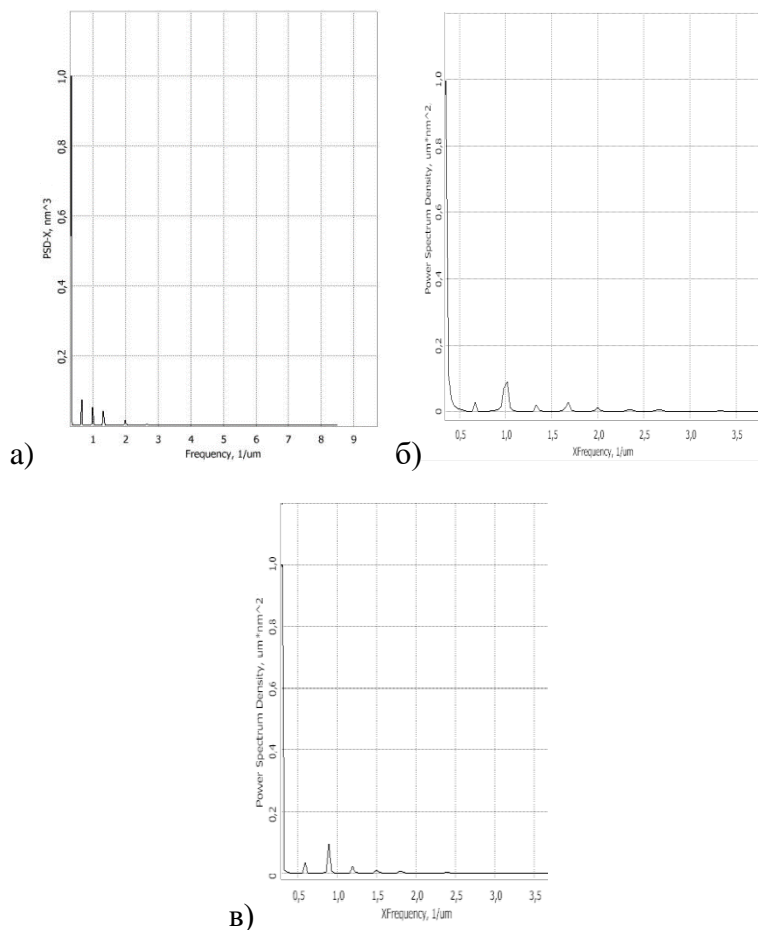 1,0
0,8
0,6
0,4
0,2
PSD-X, nm^3
1 2 3 4 5 6 7 8 9
Frequency, 1/um
а)
1,0
0,8
0,6
0,4
0,2
0
Power Spectrum Density, um*nm^2
0,5 1,0 1,5 2,0 2,5 3,0 3,5
XFrequency, 1/um
б)
1,0
0,8
0,6
0,4
0,2
0
Power Spectrum Density, um*nm^2
0,5 1,0 1,5 2,0 2,5 3,0 3,5
XFrequency, 1/um
в)